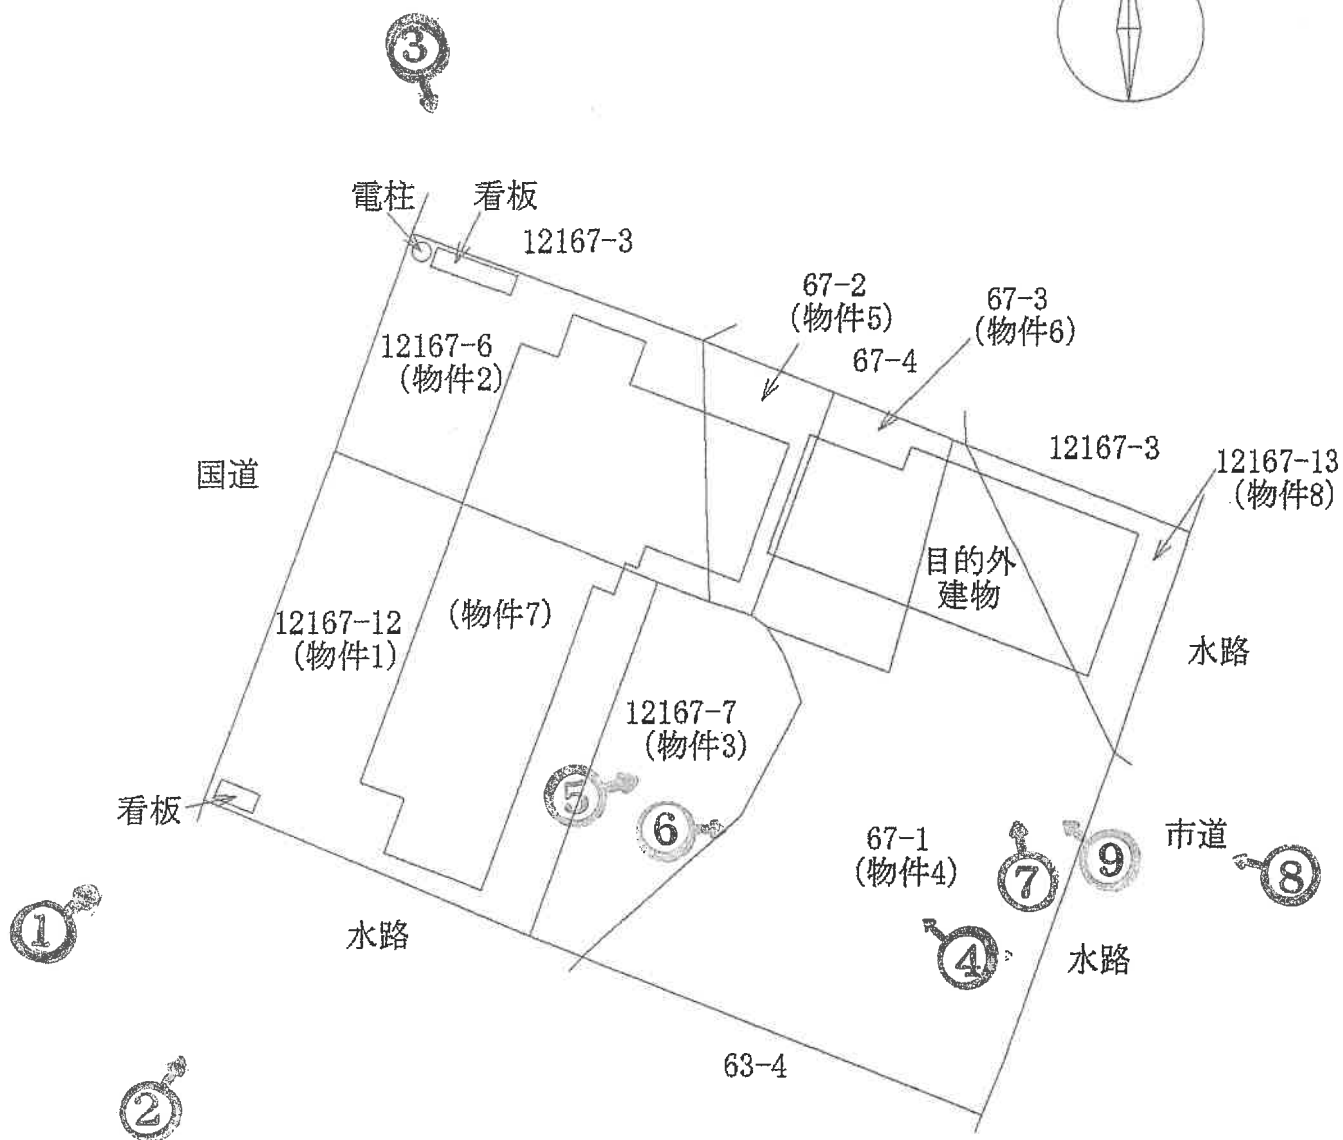 ③
電柱
看板
12167-3
67-2
(物件5)
67-3
(物件6)
67-4
12167-6
(物件2)
12167-3
12167-13
(物件8)
国道
目的外
建物
12167-12
(物件1)
(物件7)
水路
12167-7
(物件3)
看板
⑤
⑥
67-1
(物件4)
⑦
⑨
市道
⑧
①
水路
④
水路
63-4
②